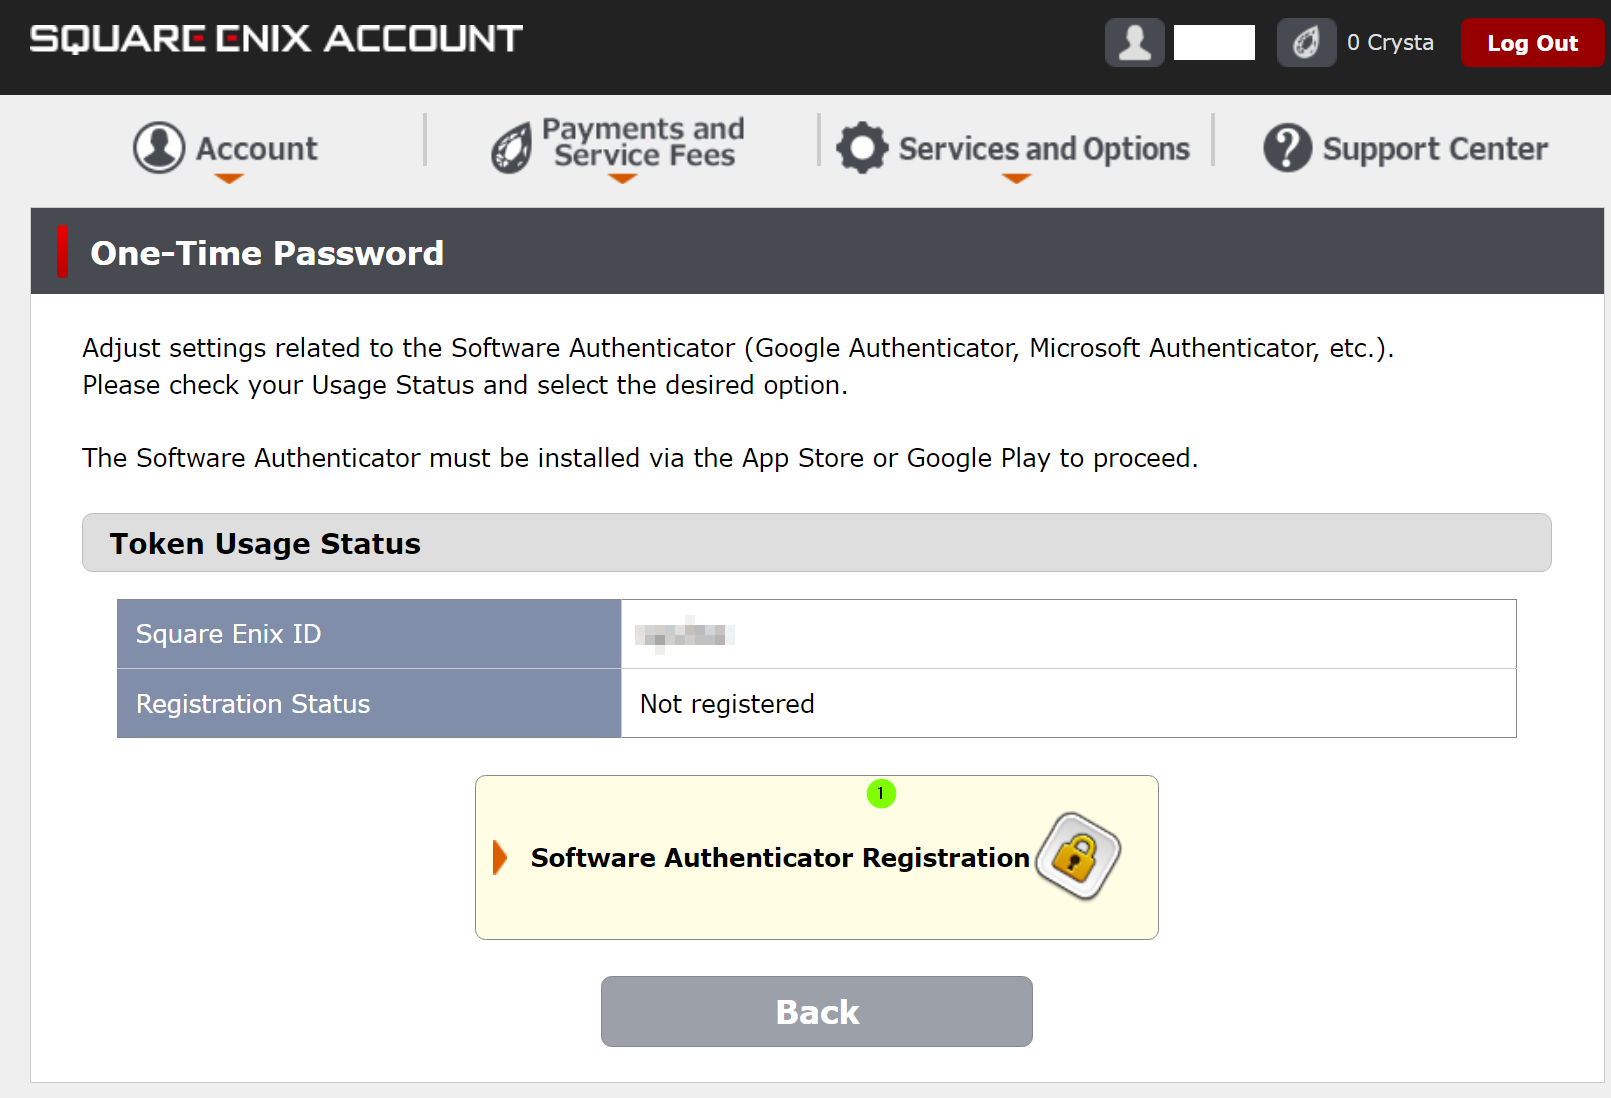 SQUARE ENIX ACCOUNT
0 Crysta
Log Out
Account
Payments and
Service Fees
Services and Options
Support Center
One-Time Password
Adjust settings related to the Software Authenticator (Google Authenticator, Microsoft Authenticator, etc.).
Please check your Usage Status and select the desired option.
The Software Authenticator must be installed via the App Store or Google Play to proceed.
Token Usage Status
Square Enix ID
Registration Status
Not registered
1
Software Authenticator Registration
Back